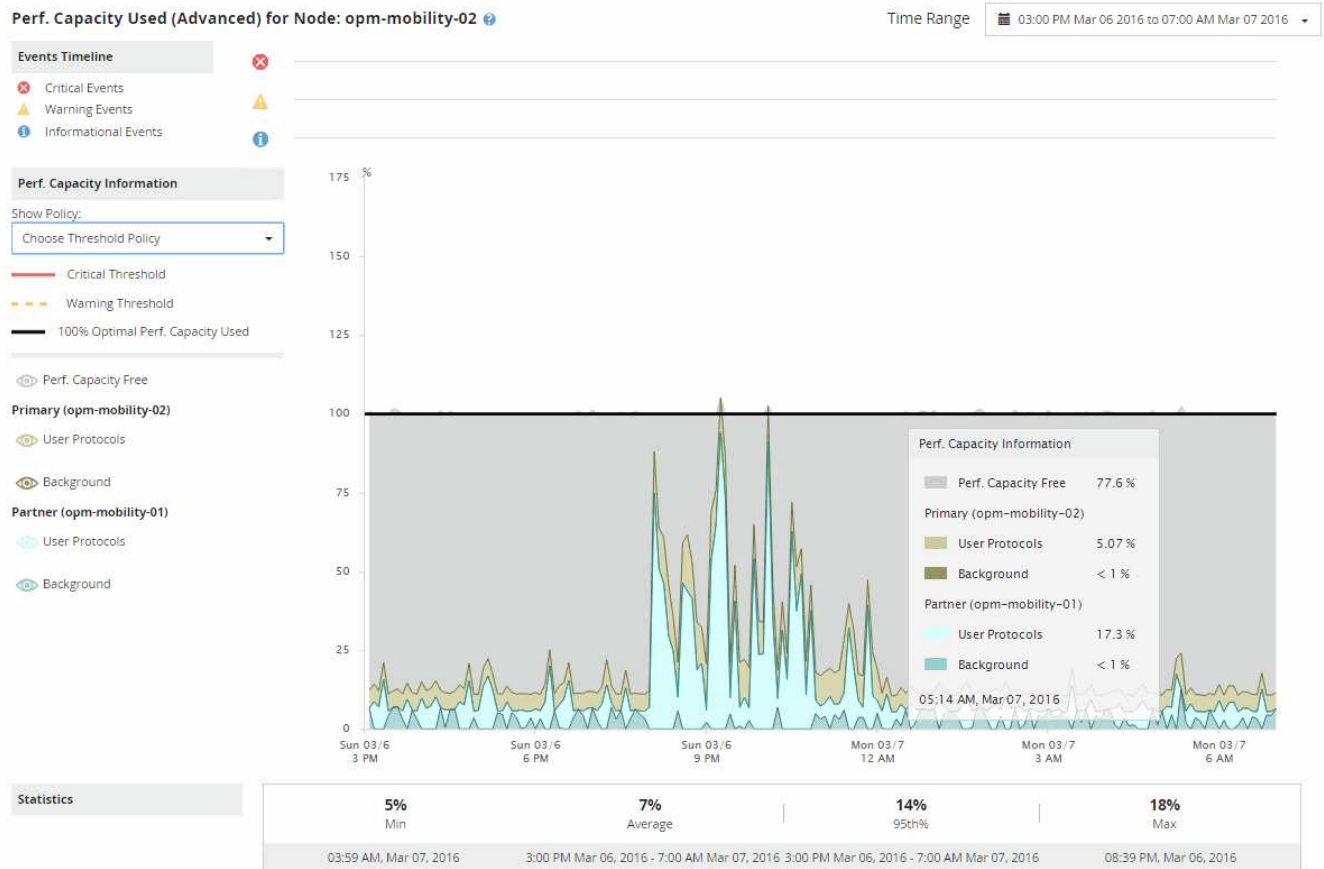 Perf. Capacity Used (Advanced) for Node: opm-mobility-02 ?
Time Range 03:00 PM Mar 06 2016 to 07:00 AM Mar 07 2016
Events Timeline
Critical Events
Warning Events
Informational Events
Perf. Capacity Information
Show Policy:
Choose Threshold Policy
Critical Threshold
Warning Threshold
100% Optimal Perf. Capacity Used
Perf. Capacity Free
Primary (opm-mobility-02)
User Protocols
Background
Partner (opm-mobility-01)
User Protocols
Background
%
175
150
125
100
75
50
25
0
Sun 03/6 Sun 03/6 Sun 03/6 Mon 03/7 Mon 03/7 Mon 03/7
3 PM 6 PM 9 PM 12 AM 3 AM 6 AM
Perf. Capacity Information
Perf. Capacity Free 77.6 %
Primary (opm-mobility-02)
User Protocols 5.07 %
Background < 1 %
Partner (opm-mobility-01)
User Protocols 17.3 %
Background < 1 %
05:14 AM, Mar 07, 2016
Statistics
5% 7% 14% 18%
Min Average 95th% Max
03:59 AM, Mar 07, 2016 3:00 PM Mar 06, 2016 - 7:00 AM Mar 07, 2016 3:00 PM Mar 06, 2016 - 7:00 AM Mar 07, 2016 08:39 PM, Mar 06, 2016